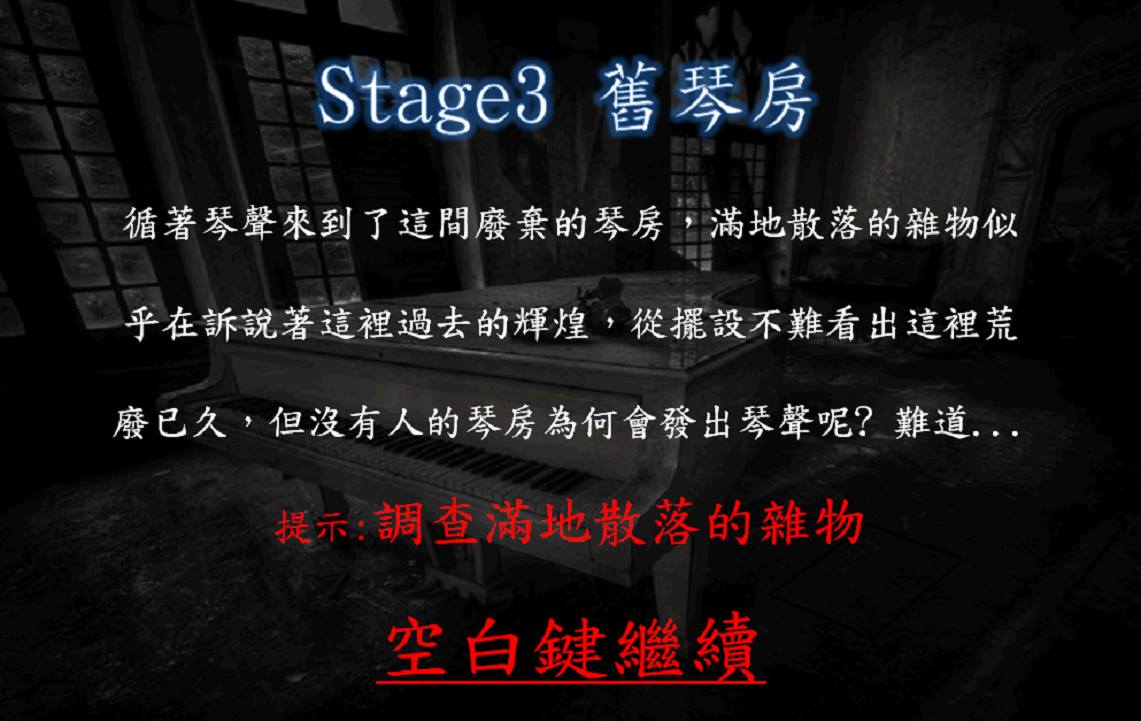 Stage3 舊琴房
循著琴聲來到了這間廢棄的琴房，滿地散落的雜物似
乎在訴說著這裡過去的輝煌，從擺設不難看出這裡荒
廢已久，但沒有人的琴房為何會發出琴聲呢? 難道...
提示:調查滿地散落的雜物
空白鍵繼續